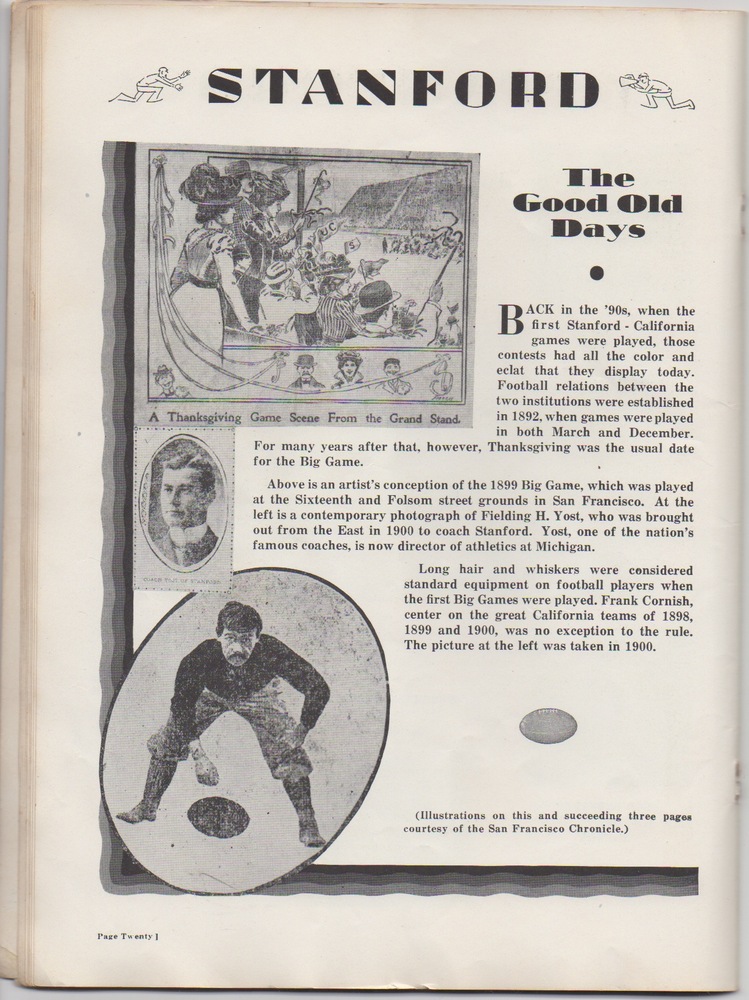 STANFORD
The
Good Old
Days
BACK in the '90s, when the
first Stanford - California
games were played, those
contests had all the color and
eclat that they display today.
Football relations between the
two institutions were established
in 1892, when games were played
in both March and December.
For many years after that, however, Thanksgiving was the usual date
for the Big Game.
UC
S
A Thanksgiving Game Scene From the Grand Stand.
Above is an artist's conception of the 1899 Big Game, which was played
at the Sixteenth and Folsom street grounds in San Francisco. At the
left is a contemporary photograph of Fielding H. Yost, who was brought
out from the East in 1900 to coach Stanford. Yost, one of the nation's
famous coaches, is now director of athletics at Michigan.
COACH YOST OF STANFORD
Long hair and whiskers were considered
standard equipment on football players when
the first Big Games were played. Frank Cornish,
center on the great California teams of 1898,
1899 and 1900, was no exception to the rule.
The picture at the left was taken in 1900.
(Illustrations on this and succeeding three pages
courtesy of the San Francisco Chronicle.)
Page Twenty]